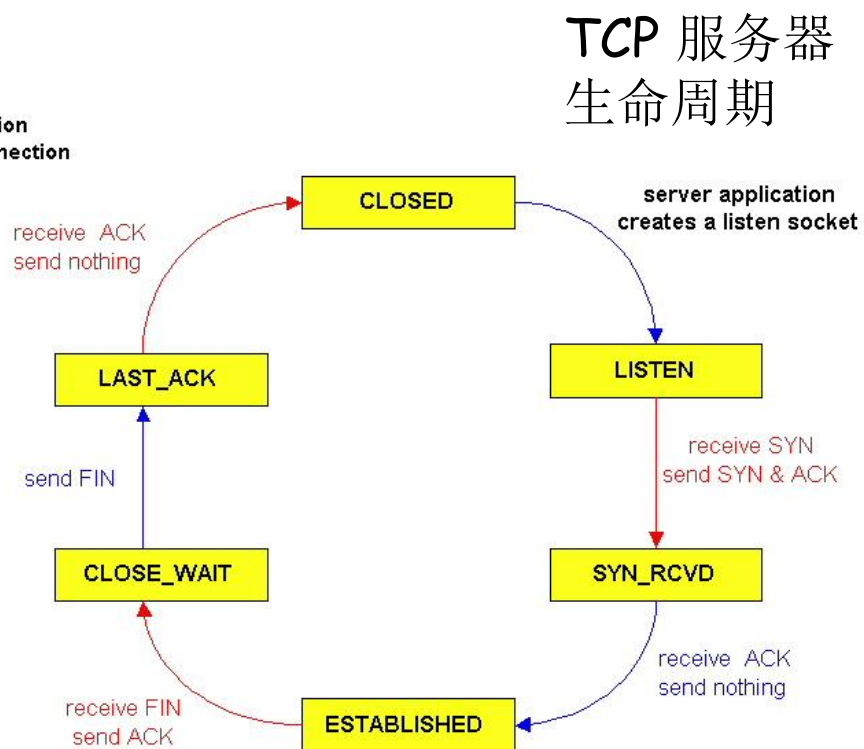 TCP 服务器
生命周期
CLOSED
server application
creates a listen socket
receive ACK
send nothing
LAST_ACK
LISTEN
receive SYN
send SYN & ACK
send FIN
CLOSE_WAIT
SYN_RCVD
receive ACK
send nothing
receive FIN
send ACK
ESTABLISHED